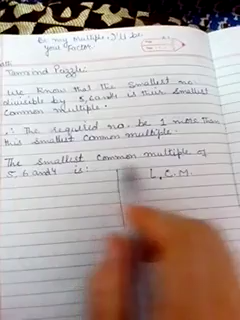 Be my multiple, I'll be
your Factor.
Tamarind Puzzle:
We Know that the Smallest no.
divisible by 5, 6 and 4 is their Smallest
Common multiple.
∴ The required no. be 1 more than
this Smallest Common multiple.
The Smallest Common multiple of
5, 6 and 4 is:
L.C.M.